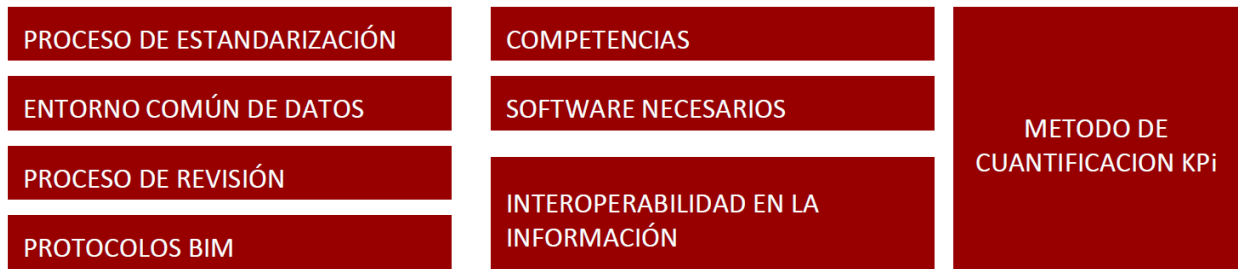 PROCESO DE ESTANDARIZACIÓN
ENTORNO COMÚN DE DATOS
PROCESO DE REVISIÓN
PROTOCOLOS BIM
COMPETENCIAS
SOFTWARE NECESARIOS
INTEROPERABILIDAD EN LA
INFORMACIÓN
METODO DE
CUANTIFICACION KPi